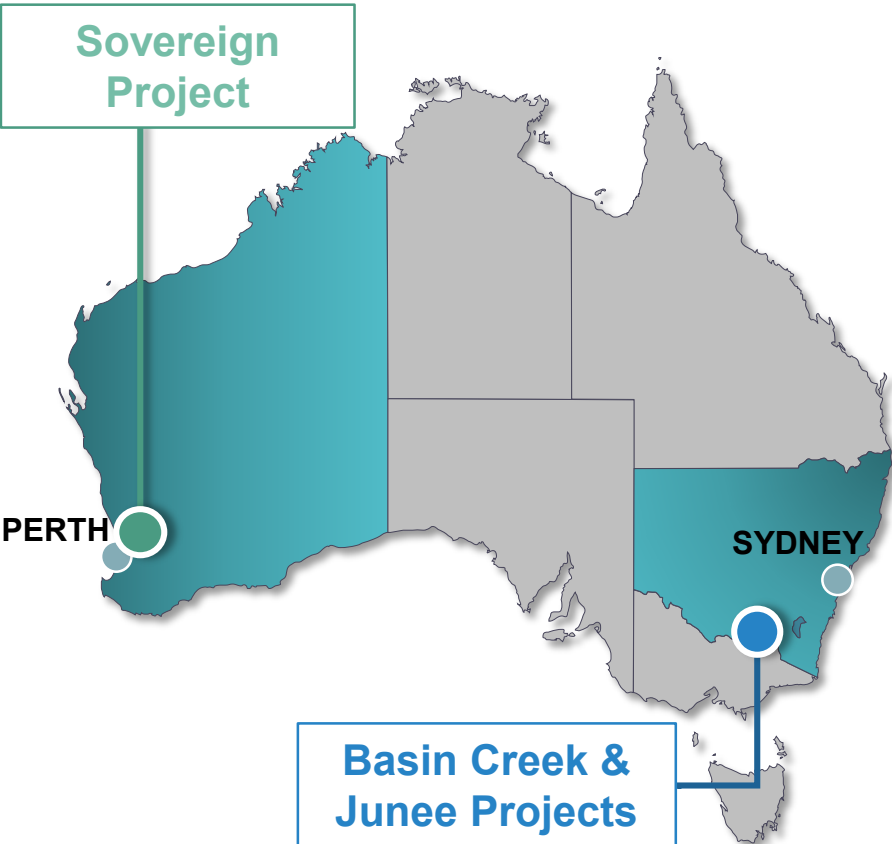 Sovereign
Project
PERTH
SYDNEY
Basin Creek &
Junee Projects